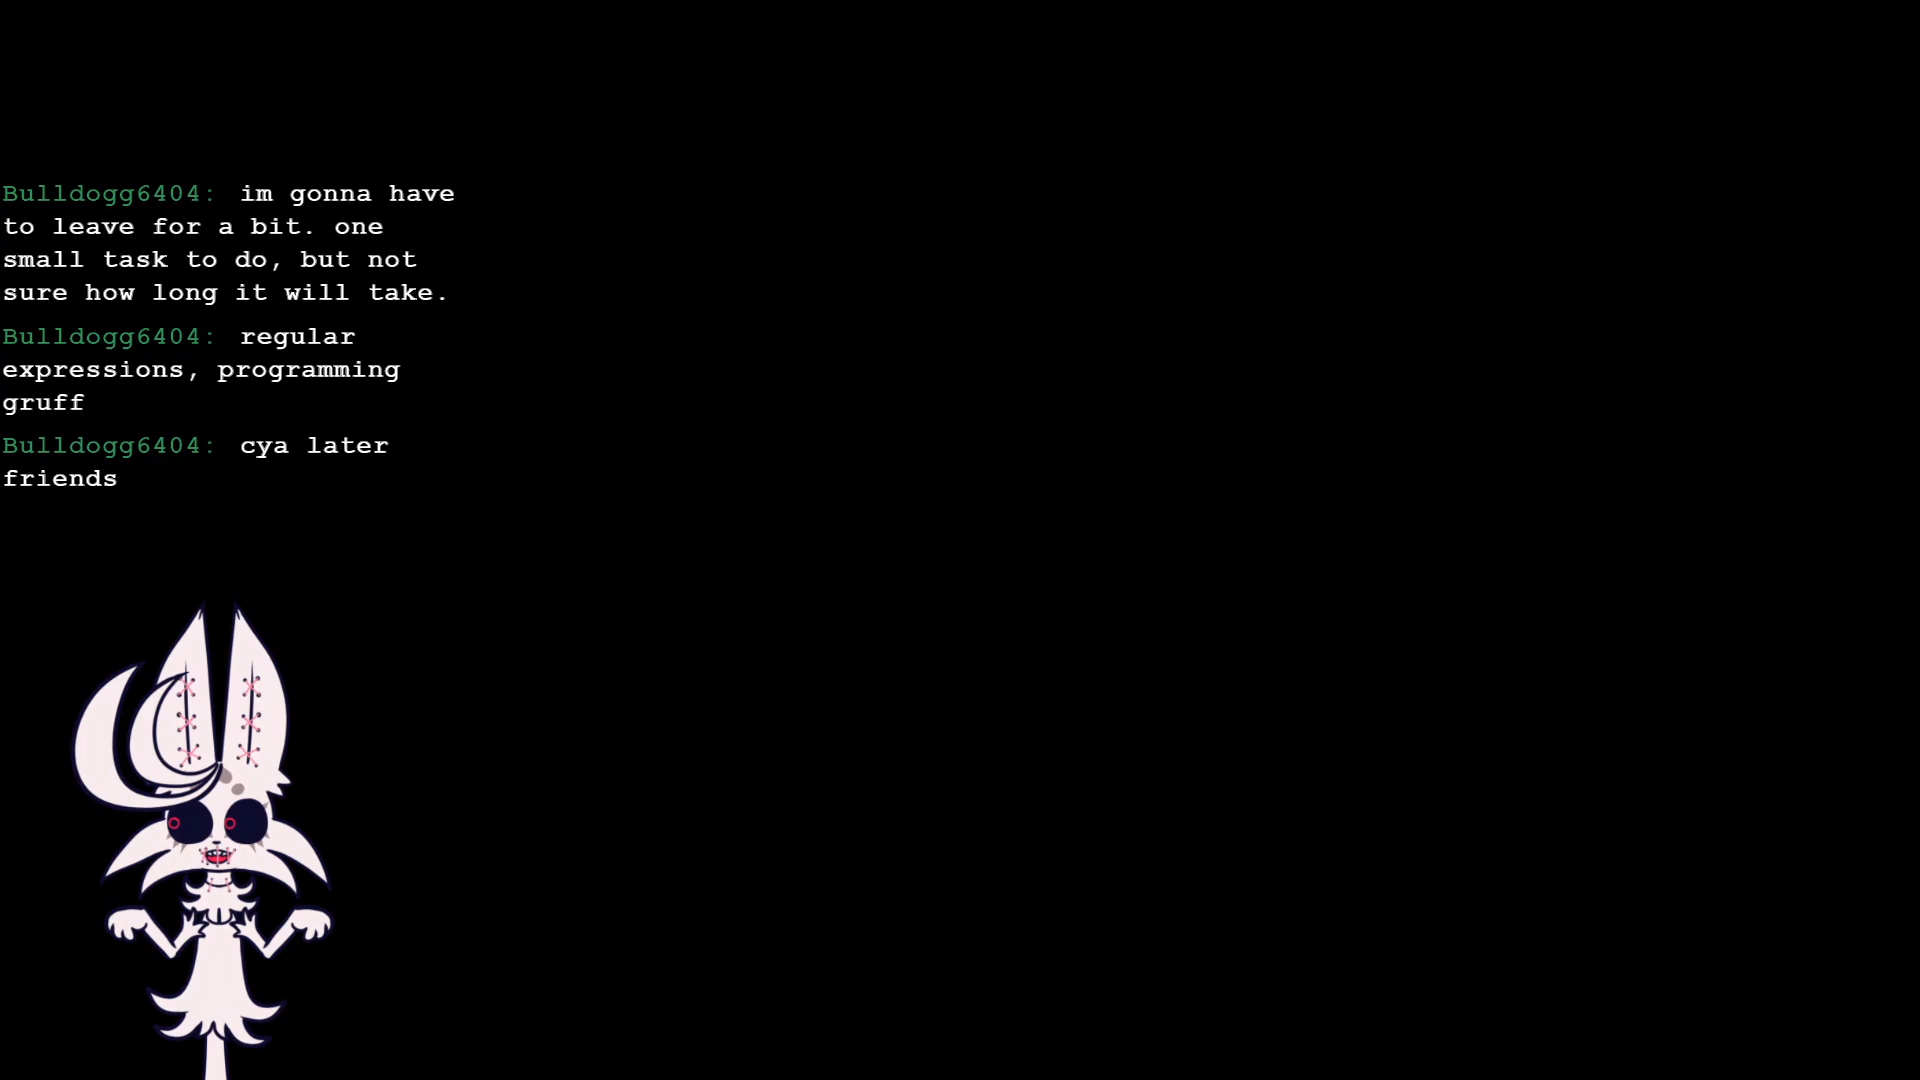 Bulldogg6404: im gonna have
to leave for a bit. one
small task to do, but not
sure how long it will take.
Bulldogg6404: regular
expressions, programming
gruff
Bulldogg6404: cya later
friends